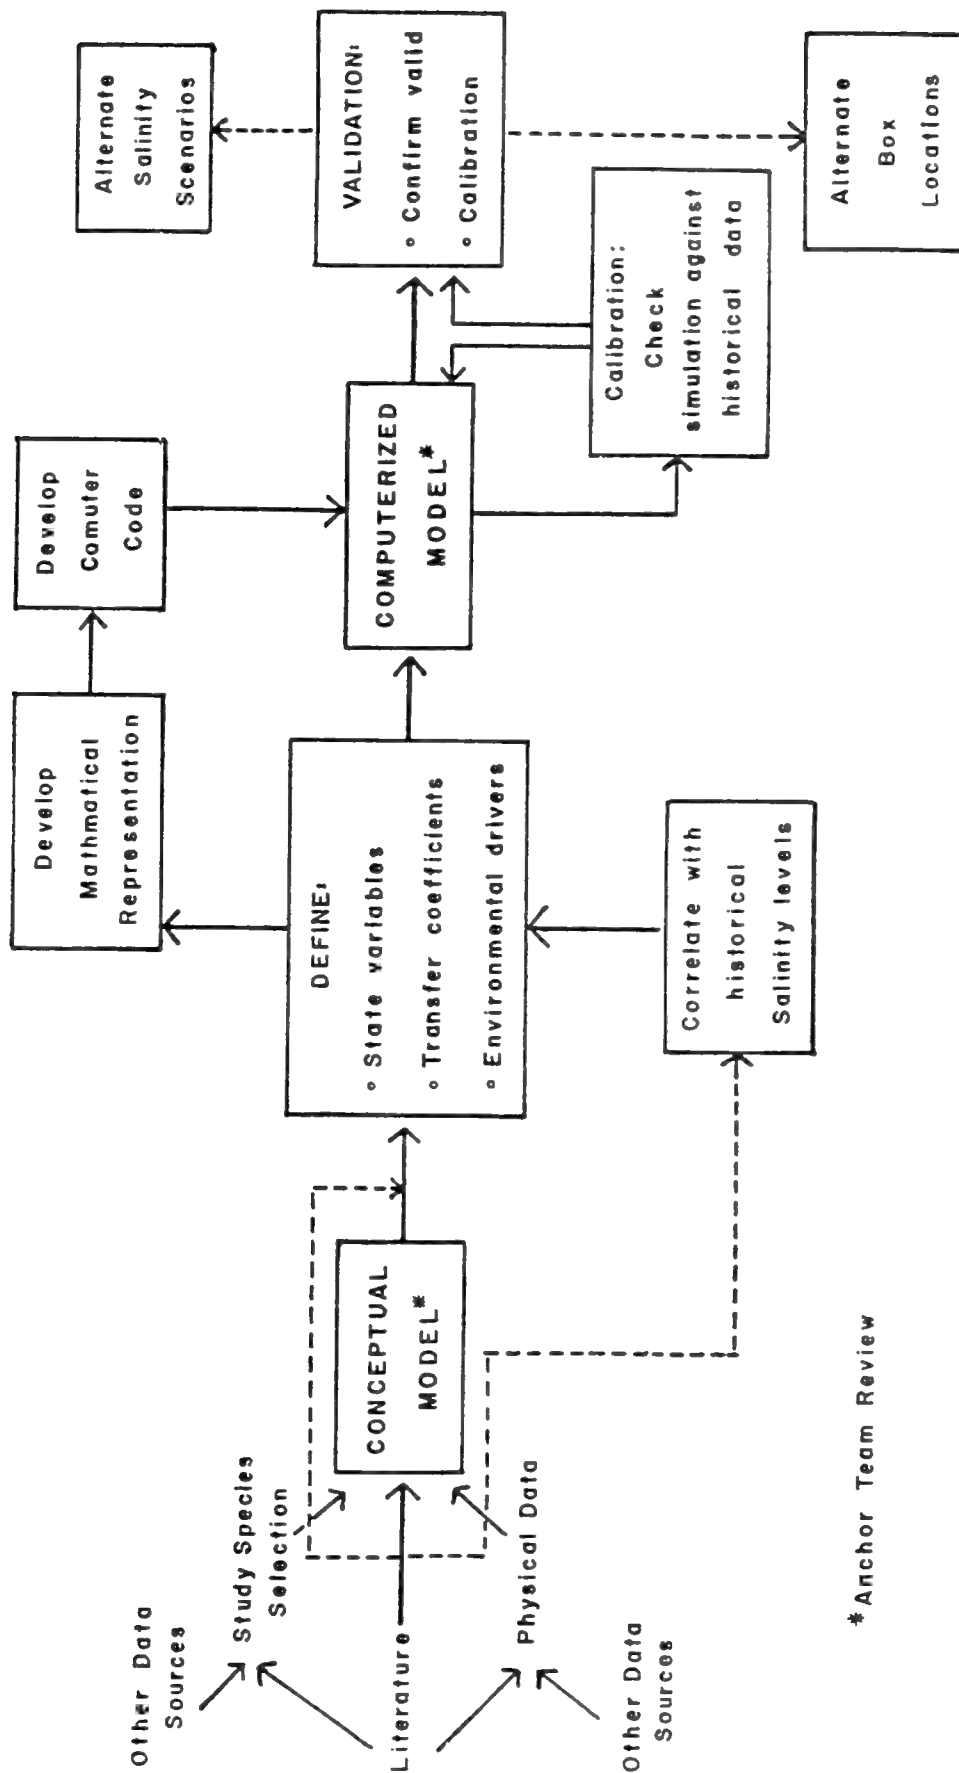 Other Data
Sources
Study Species
Selection
Literature
Physical Data
Other Data
Sources
CONCEPTUAL
MODEL*
Develop
Mathmatical
Representation
DEFINE:
° State variables
° Transfer coefficients
° Environmental drivers
Correlate with
historical
Salinity levels
Develop
Comuter
Code
COMPUTERIZED
MODEL*
Calibration:
Check
simulation against
historical data
Alternate
Salinity
Scenarios
VALIDATION:
° Confirm valid
° Calibration
Alternate
Box
Locations
*Anchor Team Review